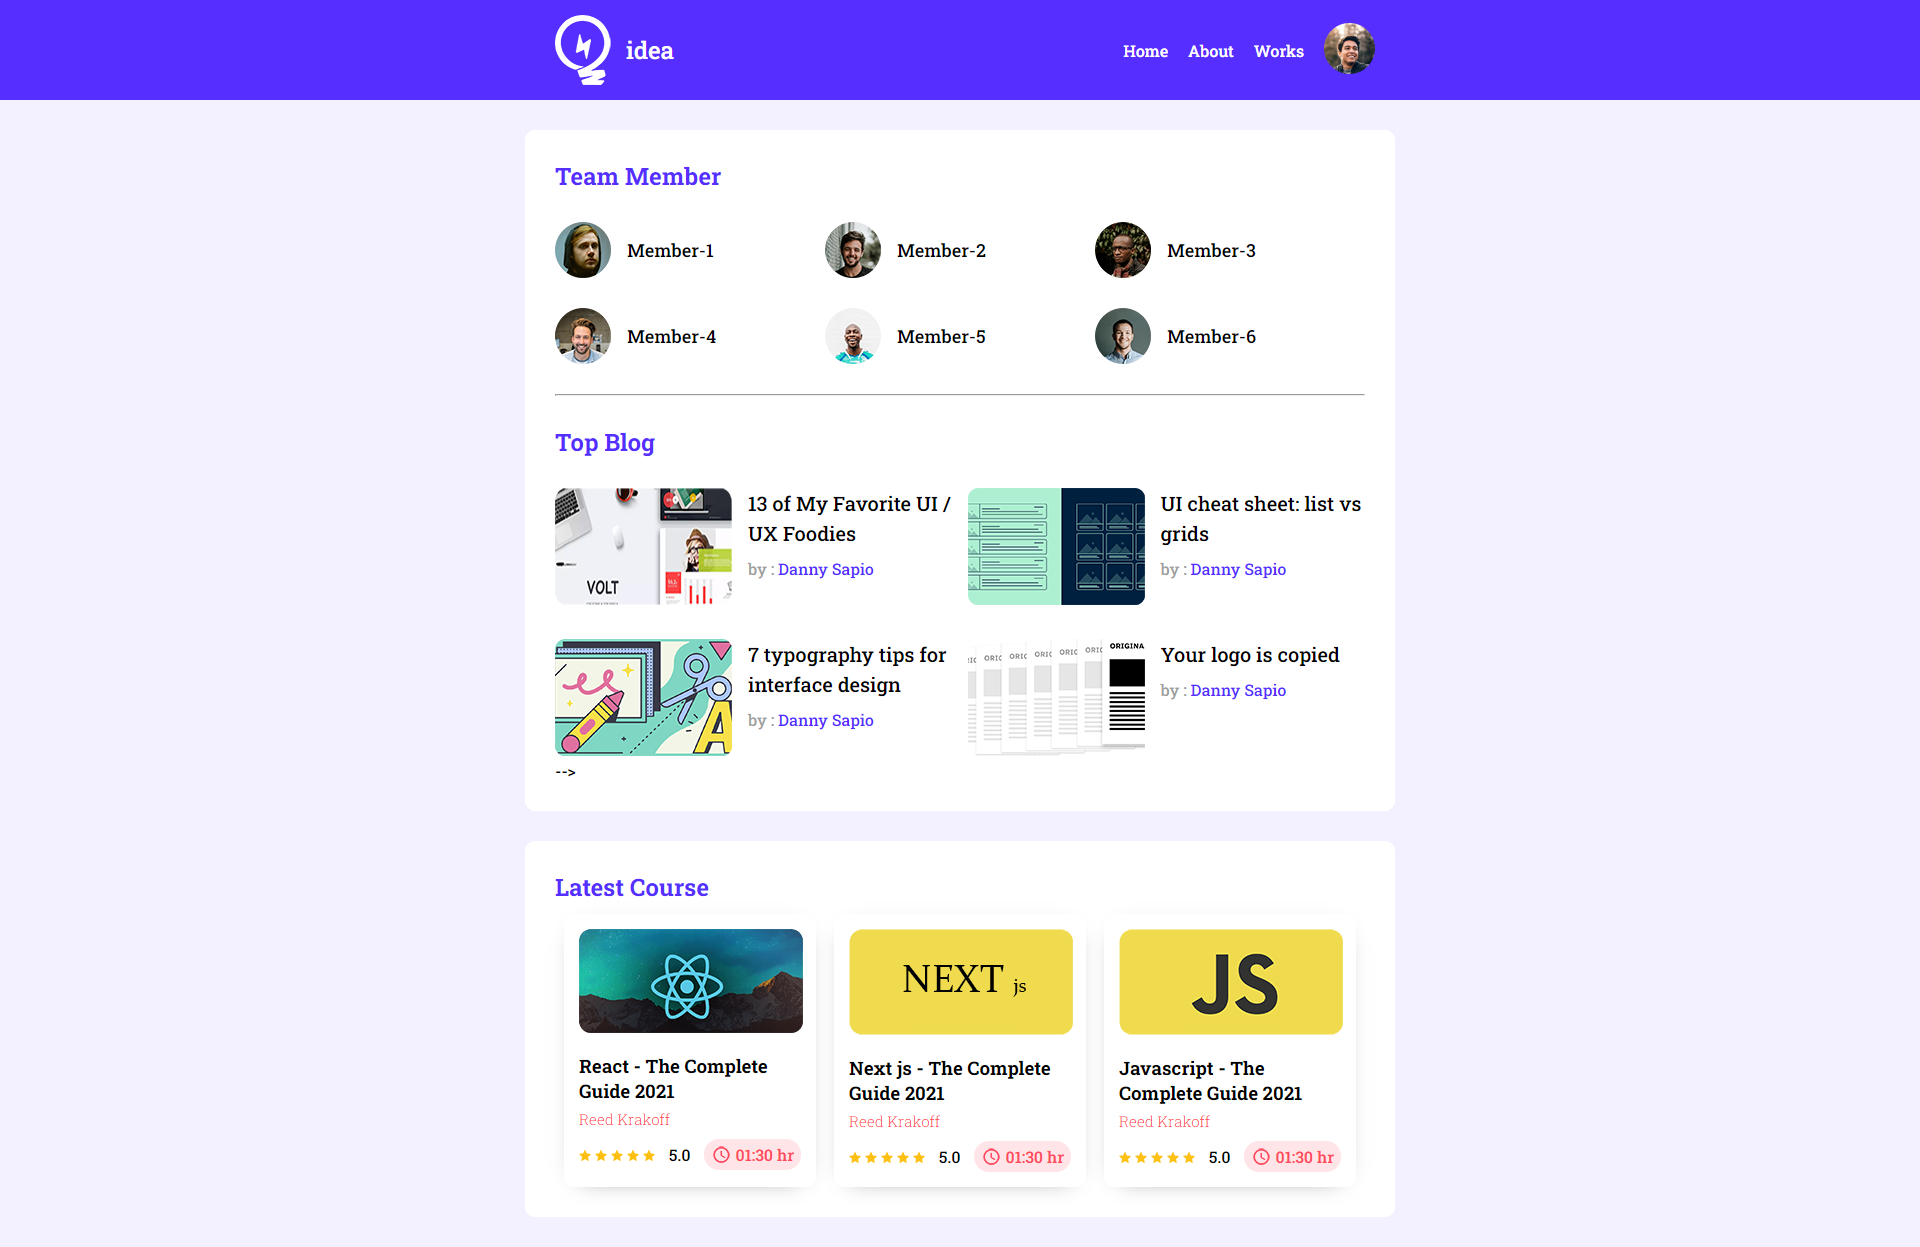 idea
Home About Works
Team Member
Member-1
Member-2
Member-3
Member-4
Member-5
Member-6
Top Blog
VOLT
13 of My Favorite UI /
UX Foodies
by : Danny Sapio
UI cheat sheet: list vs
grids
by : Danny Sapio
A
7 typography tips for
interface design
by : Danny Sapio
ORIGINA
Your logo is copied
by : Danny Sapio
-->
Latest Course
React - The Complete
Guide 2021
Reed Krakoff
5.0 01:30 hr
NEXT js
Next js - The Complete
Guide 2021
Reed Krakoff
5.0 01:30 hr
JS
Javascript - The
Complete Guide 2021
Reed Krakoff
5.0 01:30 hr